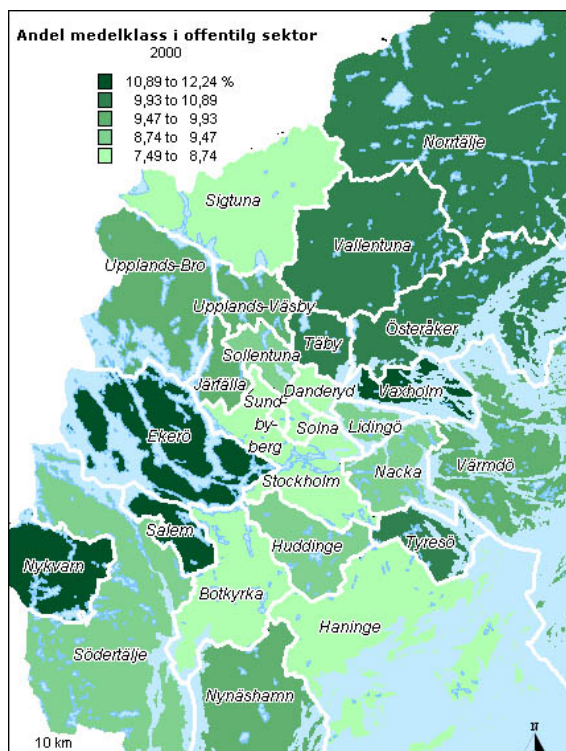 Andel medelklass i offentilg sektor
2000
10,89 to 12,24 %
9,93 to 10,89
9,47 to 9,93
8,74 to 9,47
7,49 to 8,74
Norrtälje
Sigtuna
Vallentuna
Upplands-Bro
Upplands-Väsby
Österåker
Täby
Sollentuna
Järfälla
Danderyd
Vaxholm
Sund-
by-
berg
Solna
Lidingö
Ekerö
Nacka
Värmdö
Stockholm
Salem
Huddinge
Tyresö
Nykvarn
Botkyrka
Haninge
Södertälje
Nynäshamn
10 km
N